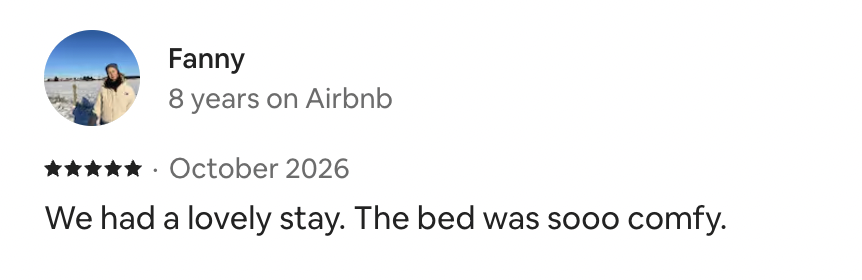 Fanny
8 years on Airbnb
★★★★★ · October 2026
We had a lovely stay. The bed was sooo comfy.